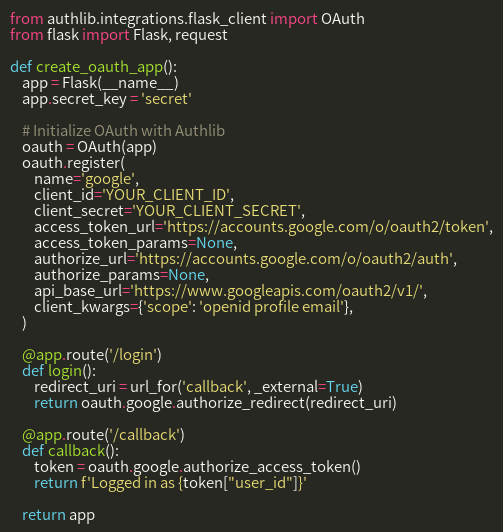 from authlib.integrations.flask_client import OAuth
from flask import Flask, request

def create_oauth_app():
    app = Flask(__name__)
    app.secret_key = 'secret'

    # Initialize OAuth with Authlib
    oauth = OAuth(app)
    oauth.register(
        name='google',
        client_id='YOUR_CLIENT_ID',
        client_secret='YOUR_CLIENT_SECRET',
        access_token_url='https://accounts.google.com/o/oauth2/token',
        access_token_params=None,
        authorize_url='https://accounts.google.com/o/oauth2/auth',
        authorize_params=None,
        api_base_url='https://www.googleapis.com/oauth2/v1/',
        client_kwargs={'scope': 'openid profile email'},
    )

    @app.route('/login')
    def login():
        redirect_uri = url_for('callback', _external=True)
        return oauth.google.authorize_redirect(redirect_uri)

    @app.route('/callback')
    def callback():
        token = oauth.google.authorize_access_token()
        return f'Logged in as {token["user_id"]}'

    return app